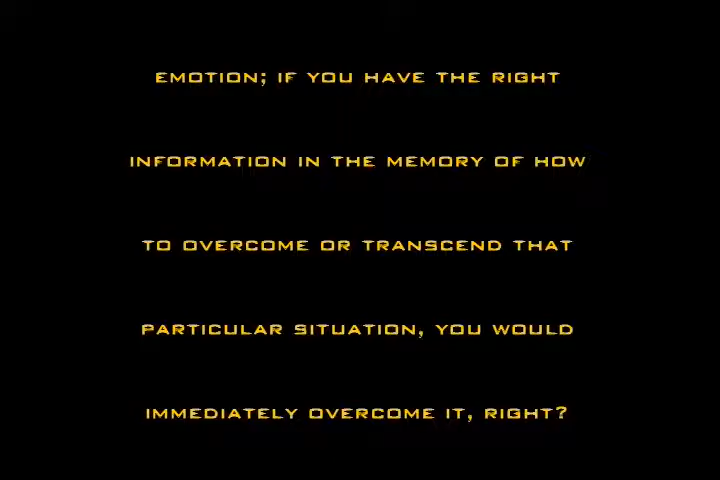 EMOTION; IF YOU HAVE THE RIGHT
INFORMATION IN THE MEMORY OF HOW
TO OVERCOME OR TRANSCEND THAT
PARTICULAR SITUATION, YOU WOULD
IMMEDIATELY OVERCOME IT, RIGHT?